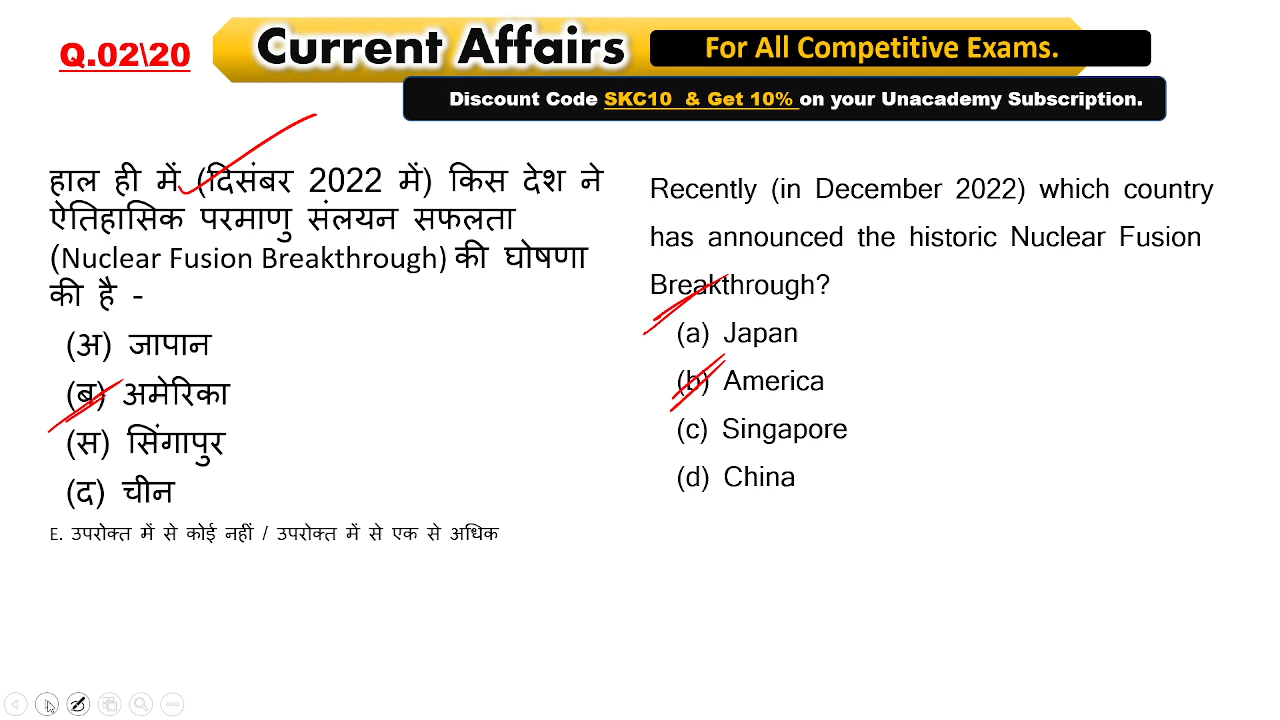 Q.02\20
Current Affairs
For All Competitive Exams.
Discount Code SKC10 & Get 10% on your Unacademy Subscription.
हाल ही में (दिसंबर 2022 में) किस देश ने
ऐतिहासिक परमाणु संलयन सफलता
(Nuclear Fusion Breakthrough) की घोषणा
की है -
(अ) जापान
(ब) अमेरिका
(स) सिंगापुर
(द) चीन
E. उपरोक्त में से कोई नहीं / उपरोक्त में से एक से अधिक
Recently (in December 2022) which country
has announced the historic Nuclear Fusion
Breakthrough?
(a) Japan
(b) America
(c) Singapore
(d) China